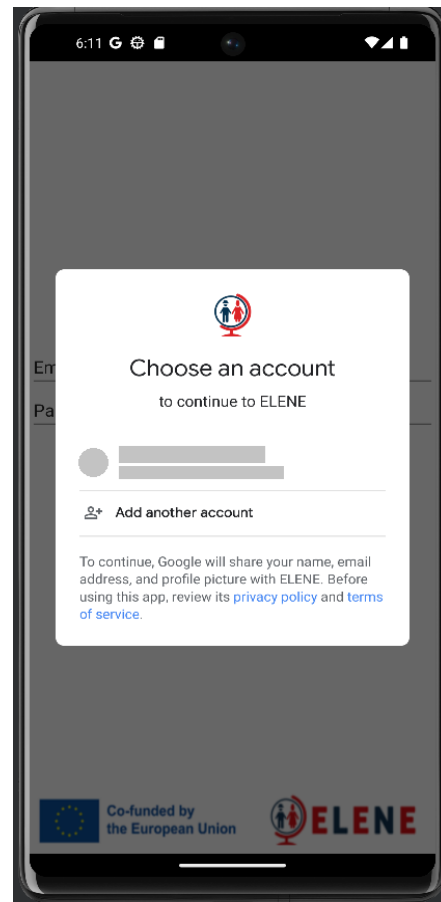 6:11 G
Choose an account
to continue to ELENE
Em
Pa
Add another account
To continue, Google will share your name, email
address, and profile picture with ELENE. Before
using this app, review its privacy policy and terms
of service.
Co-funded by
the European Union
ELENE